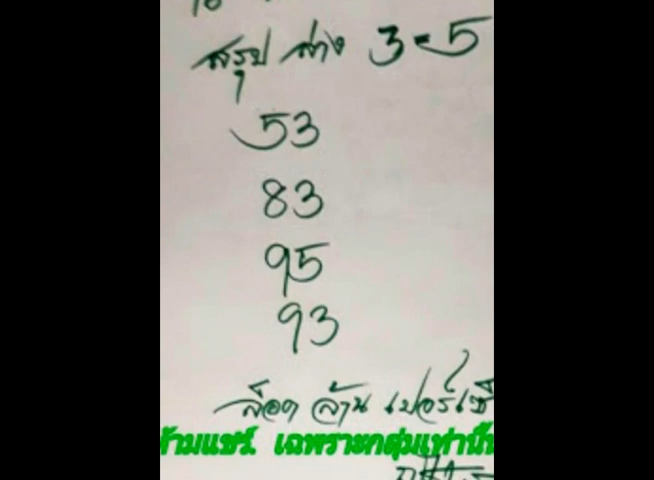 สรุป ล่าง 3-5
53
83
95
93
ล็อค ล้าน เปอร์เซ็
ห้ามแชร์. เฉพราะกลุ่มเท่านั้น